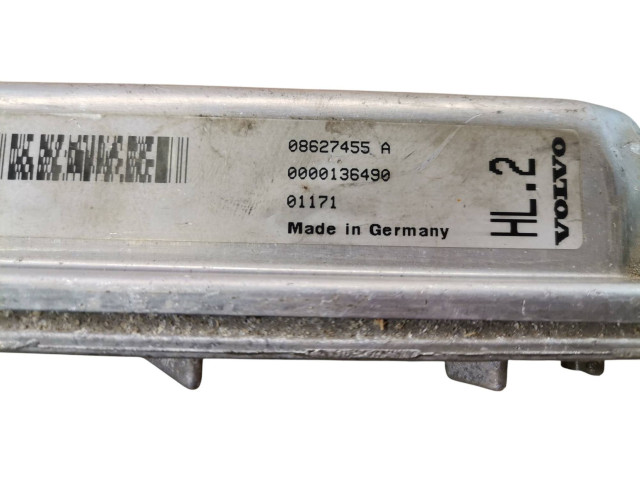 08627455 A
0000136490
01171
Made in Germany
HL.2
VOLVO